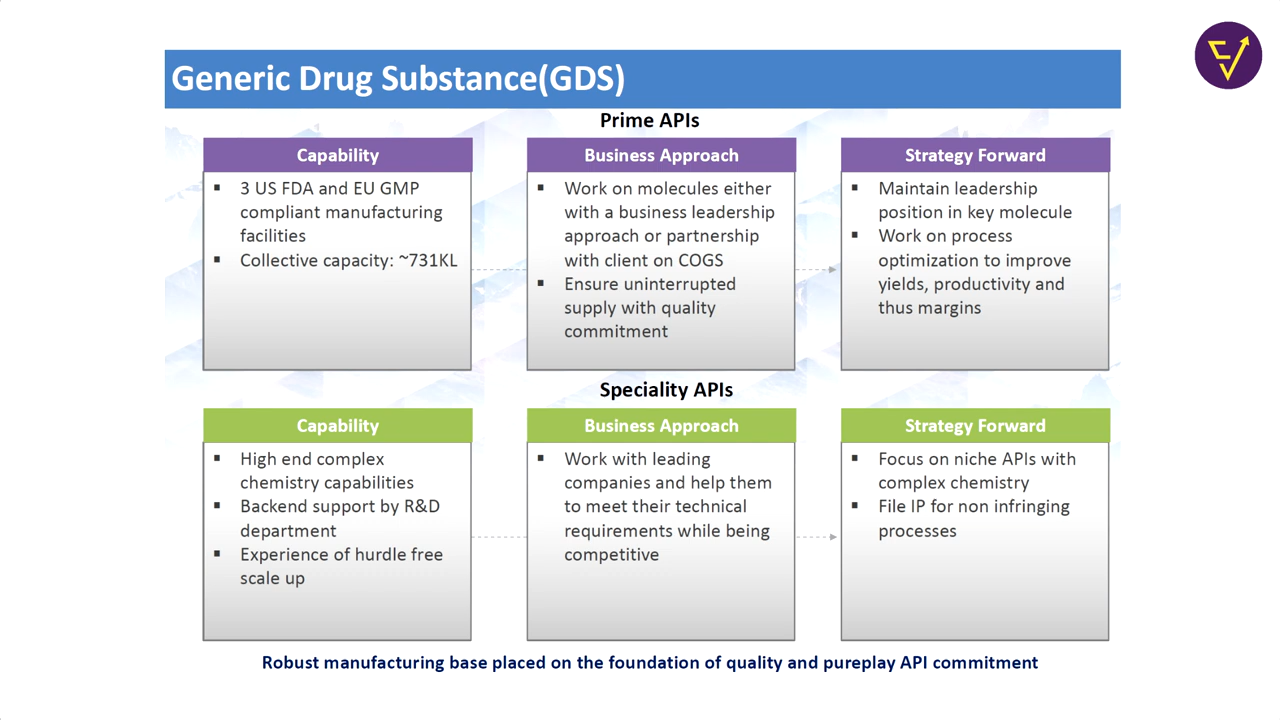 Generic Drug Substance(GDS)
Prime APIs
Capability
▪ 3 US FDA and EU GMP
compliant manufacturing
facilities
▪ Collective capacity: ~731KL
Business Approach
▪ Work on molecules either
with a business leadership
approach or partnership
with client on COGS
▪ Ensure uninterrupted
supply with quality
commitment
Strategy Forward
▪ Maintain leadership
position in key molecule
▪ Work on process
optimization to improve
yields, productivity and
thus margins
Speciality APIs
Capability
▪ High end complex
chemistry capabilities
▪ Backend support by R&D
department
▪ Experience of hurdle free
scale up
Business Approach
▪ Work with leading
companies and help them
to meet their technical
requirements while being
competitive
Strategy Forward
▪ Focus on niche APIs with
complex chemistry
▪ File IP for non infringing
processes
Robust manufacturing base placed on the foundation of quality and pureplay API commitment